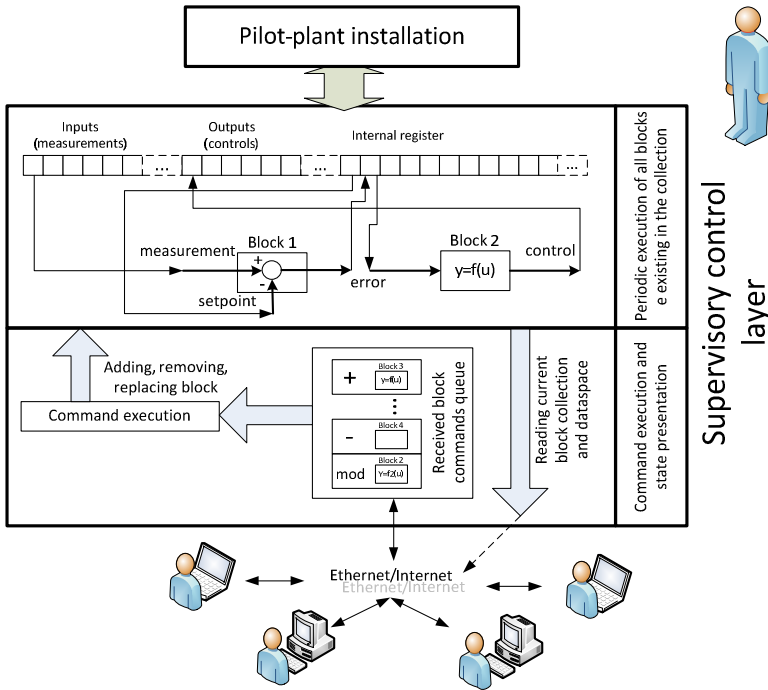 Pilot-plant installation
Inputs
(measurements)
Outputs
(controls)
Internal register
...
...
...
measurement
Block 1
+
-
setpoint
error
Block 2
y=f(u)
control
Periodic execution of all blocks
e existing in the collection
Supervisory control
layer
Adding, removing,
replacing block
Command execution
+
Block 3
y=f(u)
...
-
Block 4
mod
Block 2
Y=f2(u)
Received block
commands queue
Reading current
block collection
and dataspace
Command execution and
state presentation
Ethernet/Internet
Ethernet/Internet